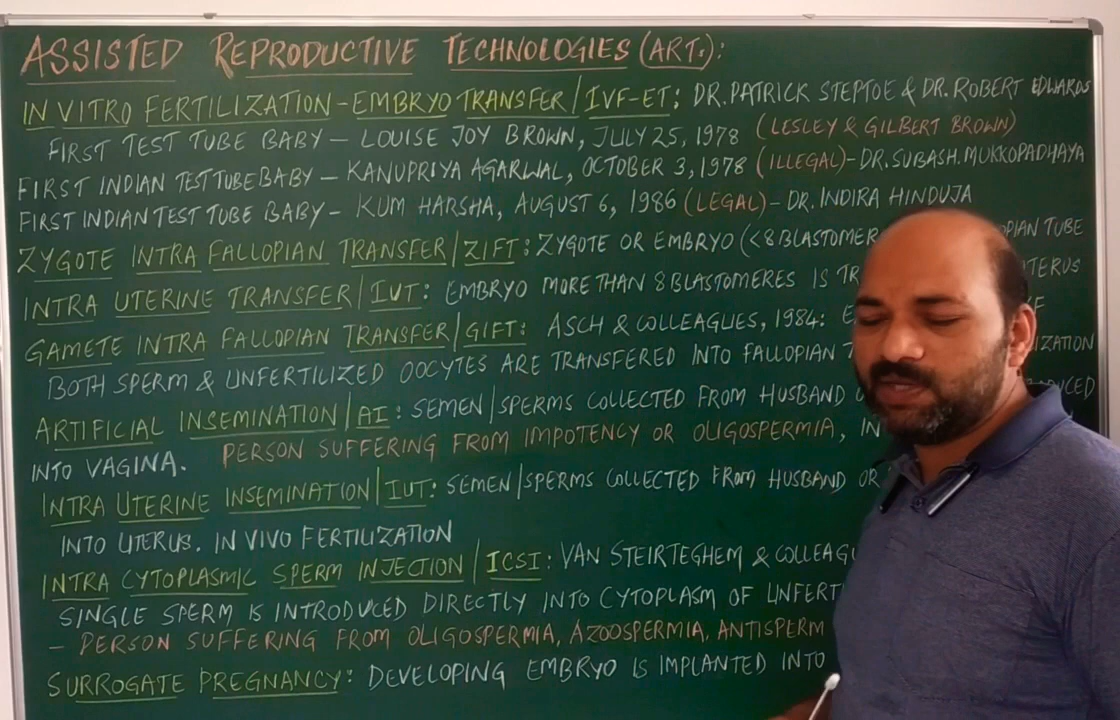 ASSISTED REPRODUCTIVE TECHNOLOGIES (ART.):
IN VITRO FERTILIZATION-EMBRYO TRANSFER/IVF-ET: DR. PATRICK STEPTOE & DR. ROBERT EDWARDS
FIRST TEST TUBE BABY – LOUISE JOY BROWN, JULY 25, 1978 (LESLEY & GILBERT BROWN)
FIRST INDIAN TEST TUBE BABY – KANUPRIYA AGARWAL, OCTOBER 3, 1978 (ILLEGAL)-DR. SUBASH. MUKKOPADHAYA
FIRST INDIAN TEST TUBE BABY – KUM HARSHA, AUGUST 6, 1986 (LEGAL)- DR. INDIRA HINDUJA
ZYGOTE INTRA FALLOPIAN TRANSFER/ZIFT: ZYGOTE OR EMBRYO (<8 BLASTOMER OPIAN TUBE
INTRA UTERINE TRANSFER/IUT: EMBRYO MORE THAN 8 BLASTOMERES IS TR UTERUS
GAMETE INTRA FALLOPIAN TRANSFER/GIFT: ASCH & COLLEAGUES, 1984:
BOTH SPERM & UNFERTILIZED OOCYTES ARE TRANSFERED INTO FALLOPIAN T IZATION
ARTIFICIAL INSEMINATION/AI: SEMEN/SPERMS COLLECTED FROM HUSBAND DUCED
INTO VAGINA. PERSON SUFFERING FROM IMPOTENCY OR OLIGOSPERMIA, IN
INTRA UTERINE INSEMINATION/IUT: SEMEN/SPERMS COLLECTED FROM HUSBAND OR
INTO UTERUS. IN VIVO FERTILIZATION
INTRA CYTOPLASMIC SPERM INJECTION/ICSI: VAN STEIRTEGHEM & COLLEAGU
SINGLE SPERM IS INTRODUCED DIRECTLY INTO CYTOPLASM OF UNFERT
– PERSON SUFFERING FROM OLIGOSPERMIA, AZOOSPERMIA, ANTISPERM
SURROGATE PREGNANCY: DEVELOPING EMBRYO IS IMPLANTED INTO